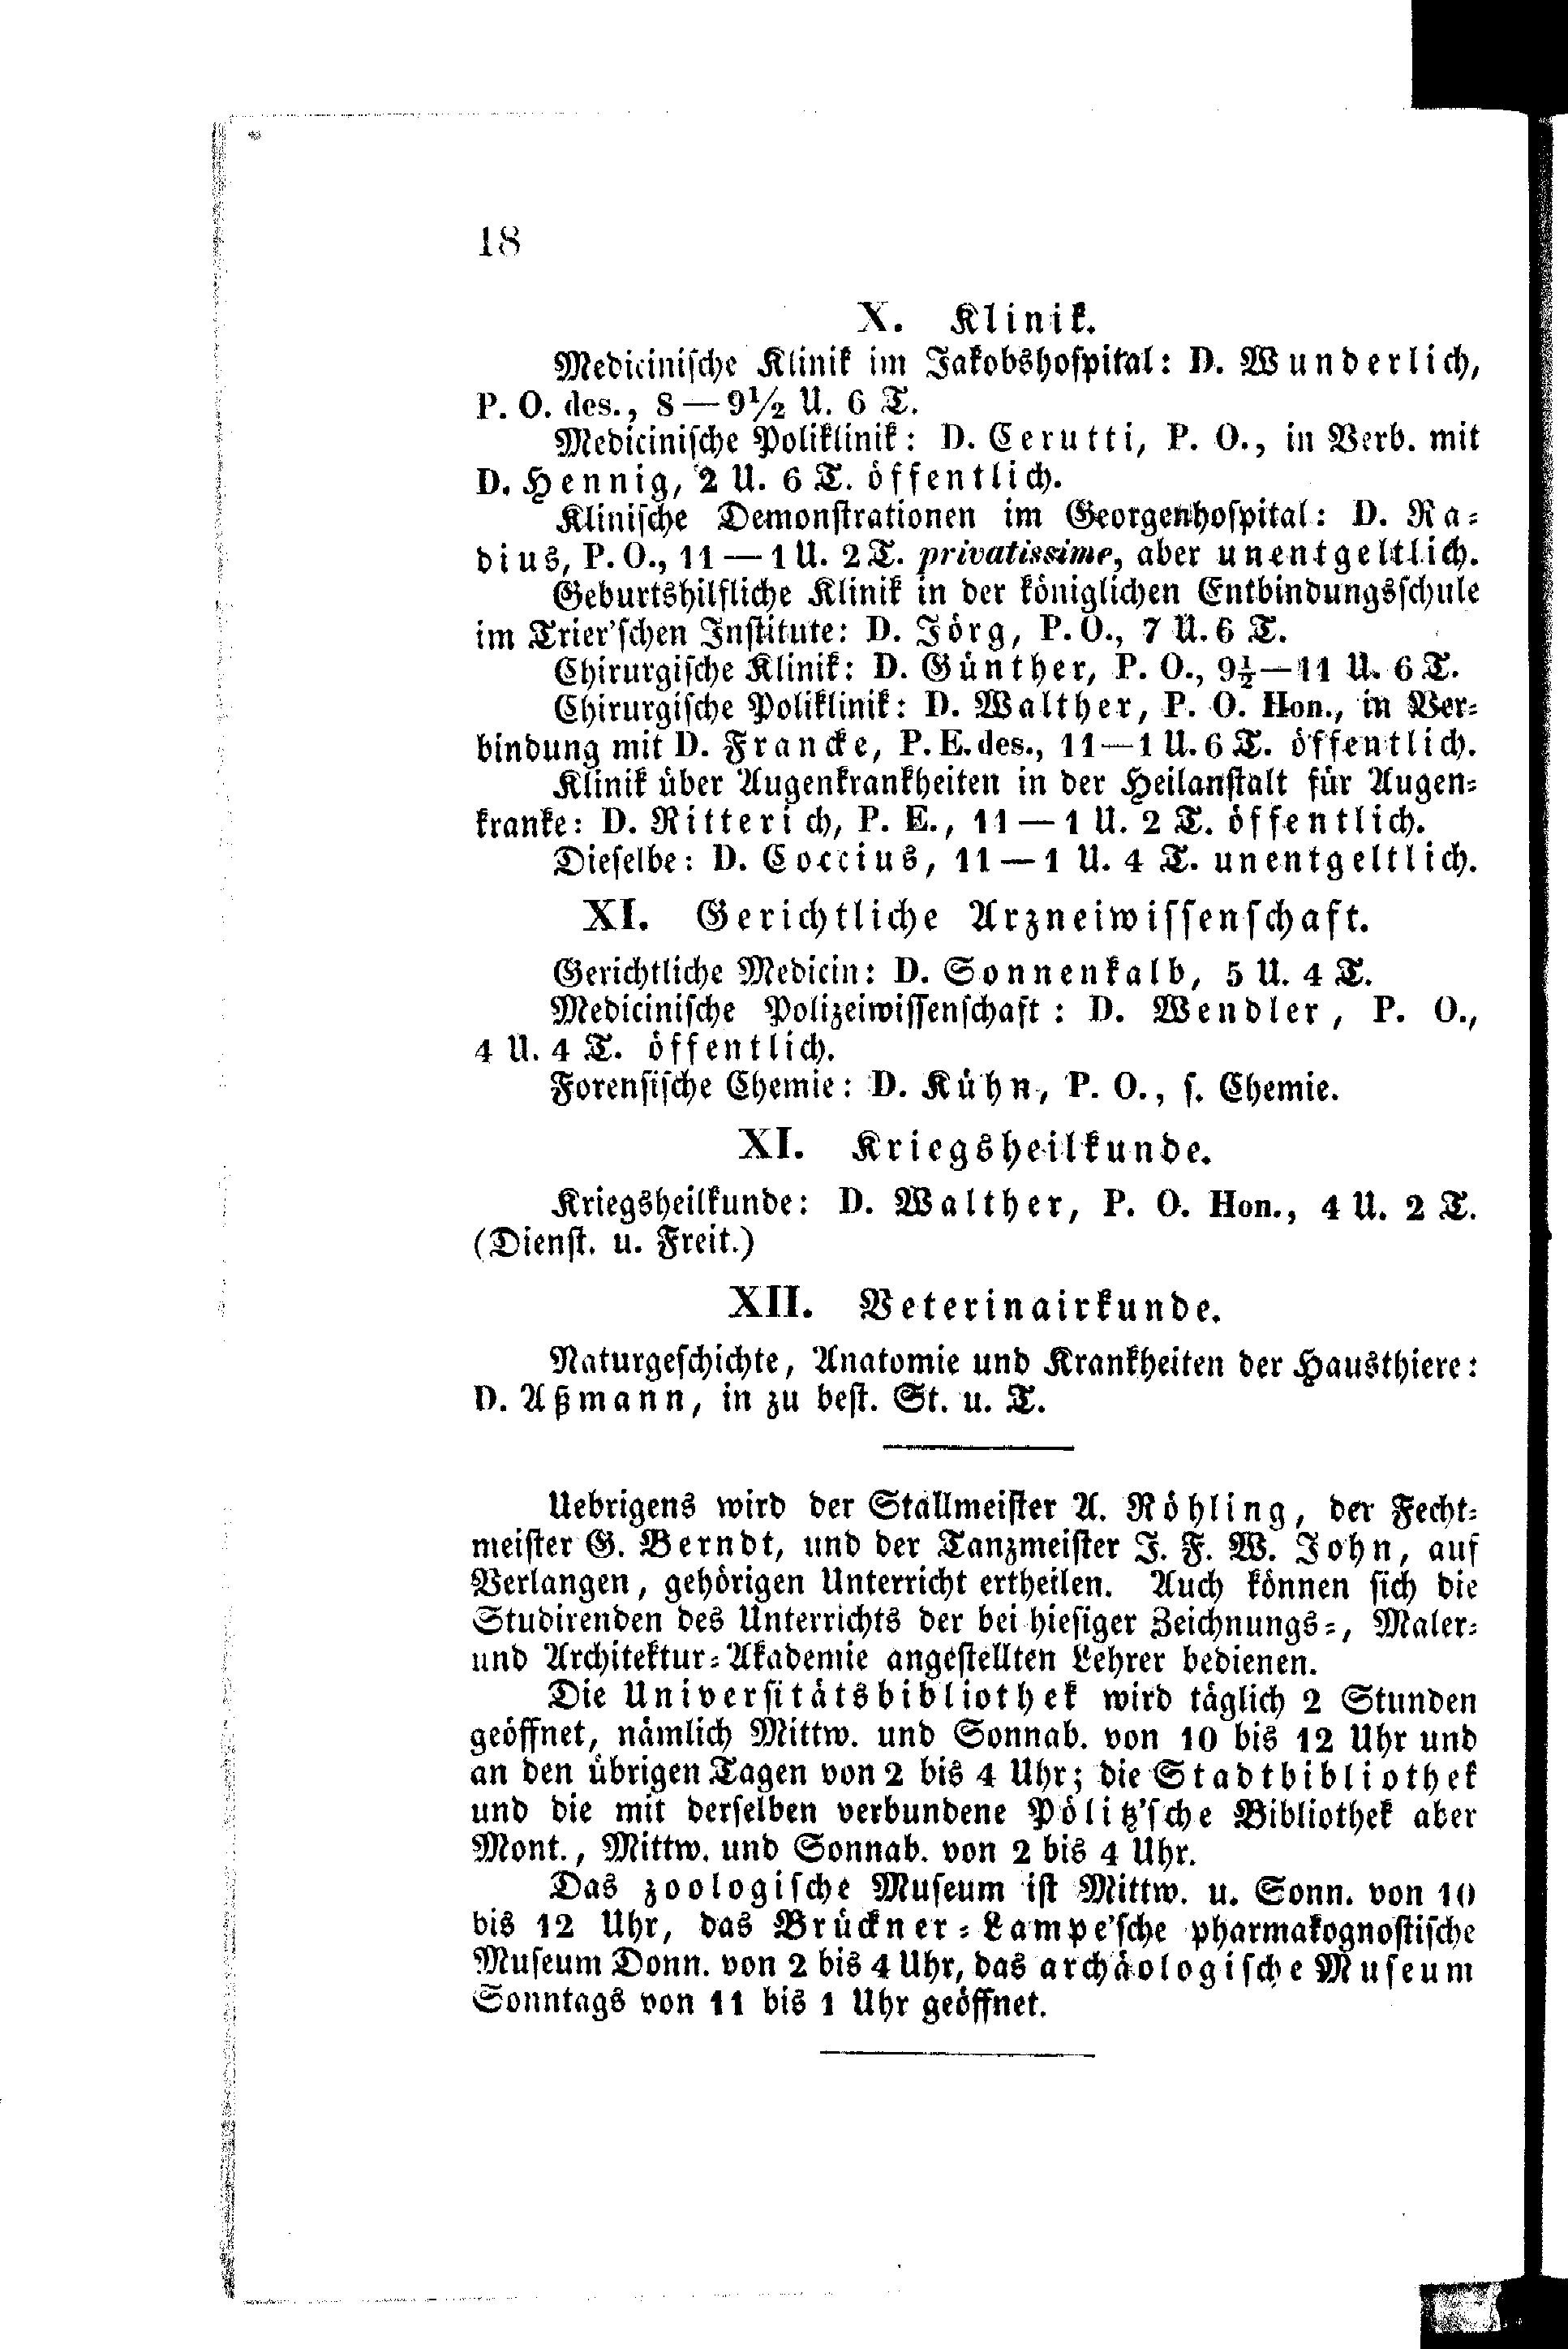 18
X. Klinik.
Medicinische Klinik im Jakobshospital: D. Wunderlich,
P. O. des., 8—9½ U. 6 T.
Medicinische Poliklinik: D. Cerutti, P. O., in Verb. mit
D. Hennig, 2 U. 6 T. öffentlich.
Klinische Demonstrationen im Georgenhospital: D. Ra-
dius, P. O., 11—1 U. 2 T. privatissime, aber unentgeltlich.
Geburtshilfliche Klinik in der königlichen Entbindungsschule
im Trier'schen Institute: D. Jörg, P. O., 7 U. 6 T.
Chirurgische Klinik: D. Günther, P. O., 9½—11 U. 6 T.
Chirurgische Poliklinik: D. Walther, P. O. Hon., in Ver-
bindung mit D. Francke, P. E. des., 11—1 U. 6 T. öffentlich.
Klinik über Augenkrankheiten in der Heilanstalt für Augen-
kranke: D. Ritterich, P. E., 11—1 U. 2 T. öffentlich.
Dieselbe: D. Coccius, 11—1 U. 4 T. unentgeltlich.
XI. Gerichtliche Arzneiwissenschaft.
Gerichtliche Medicin: D. Sonnenkalb, 5 U. 4 T.
Medicinische Polizeiwissenschaft: D. Wendler, P. O.,
4 U. 4 T. öffentlich.
Forensische Chemie: D. Kühn, P. O., s. Chemie.
XI. Kriegsheilkunde.
Kriegsheilkunde: D. Walther, P. O. Hon., 4 U. 2 T.
(Dienst. u. Freit.)
XII. Veterinairkunde.
Naturgeschichte, Anatomie und Krankheiten der Hausthiere:
D. Aßmann, in zu best. St. u. T.
Uebrigens wird der Stallmeister A. Röhling, der Fecht-
meister G. Berndt, und der Tanzmeister J. F. W. John, auf
Verlangen, gehörigen Unterricht ertheilen. Auch können sich die
Studirenden des Unterrichts der bei hiesiger Zeichnungs-, Maler-
und Architektur-Akademie angestellten Lehrer bedienen.
Die Universitätsbibliothek wird täglich 2 Stunden
geöffnet, nämlich Mittw. und Sonnab. von 10 bis 12 Uhr und
an den übrigen Tagen von 2 bis 4 Uhr; die Stadtbibliothek
und die mit derselben verbundene Pölitz'sche Bibliothek aber
Mont., Mittw. und Sonnab. von 2 bis 4 Uhr.
Das zoologische Museum ist Mittw. u. Sonn. von 10
bis 12 Uhr, das Brückner-Lampe'sche pharmakognostische
Museum Donn. von 2 bis 4 Uhr, das archäologische Museum
Sonntags von 11 bis 1 Uhr geöffnet.